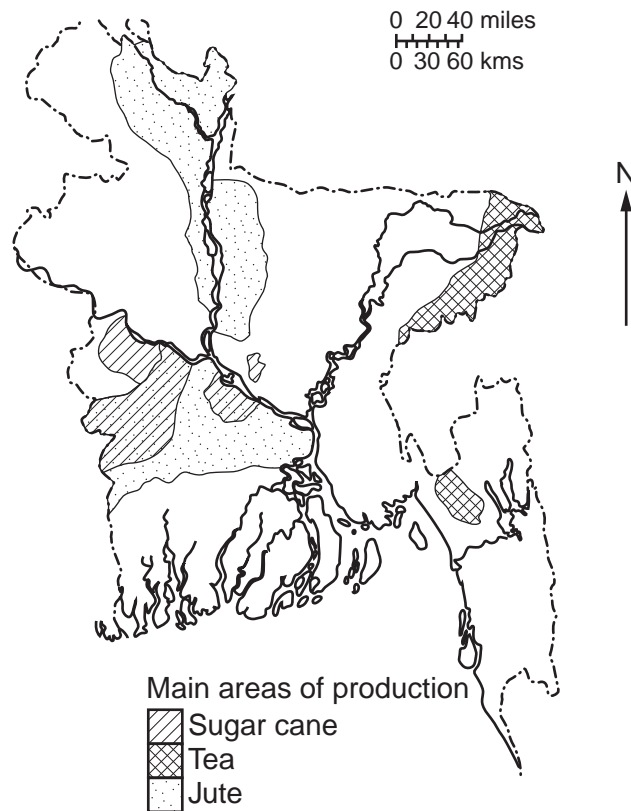 0 20 40 miles
0 30 60 kms
N
Main areas of production
Sugar cane
Tea
Jute